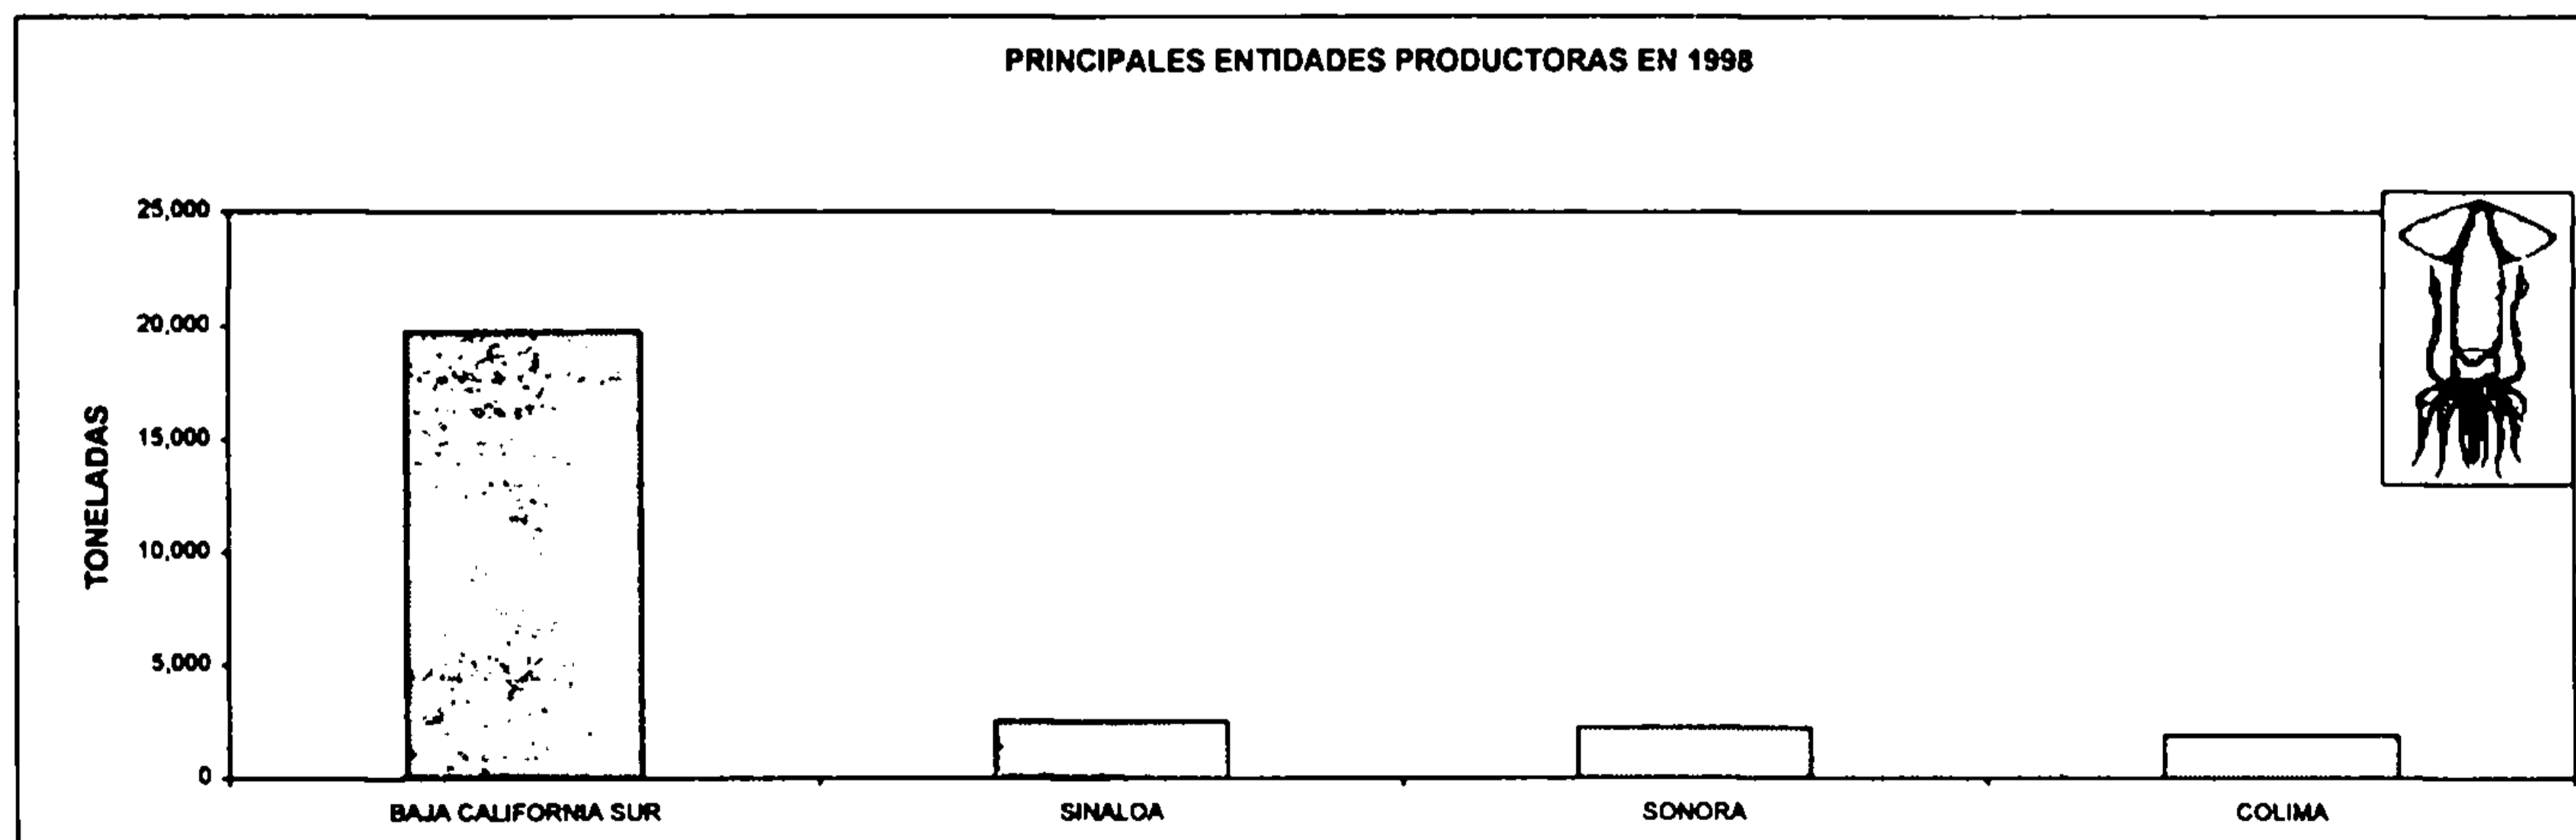 PRINCIPALES ENTIDADES PRODUCTORAS EN 1998
25,000
20,000
15,000
10,000
5,000
0
TONELADAS
BAJA CALIFORNIA SUR
SINALOA
SONORA
COLIMA